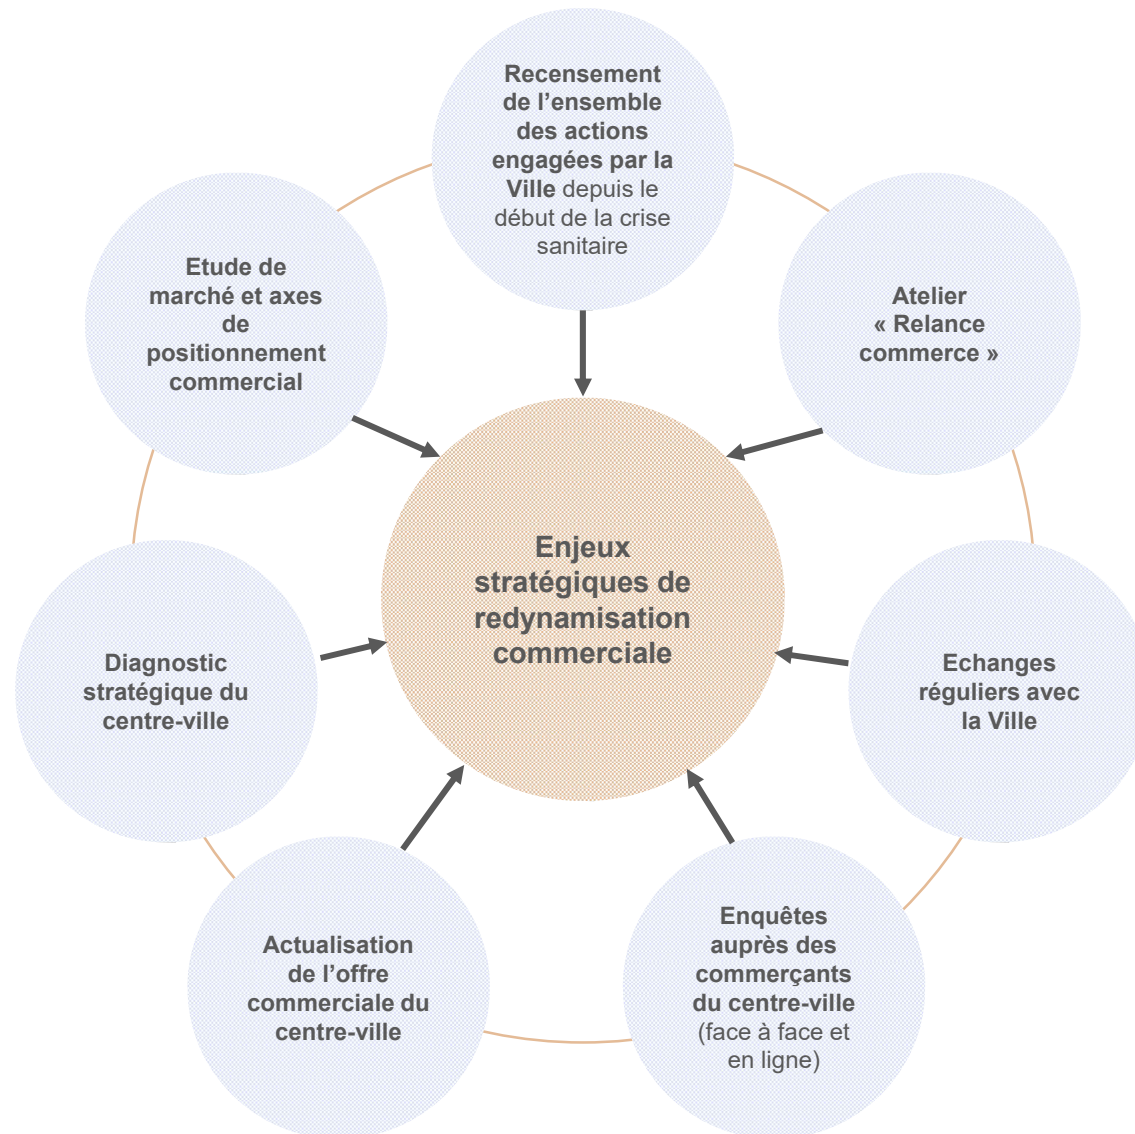 Recensement
de l’ensemble
des actions
engagées par la
Ville depuis le
début de la crise
sanitaire
Atelier
« Relance
commerce »
Echanges
réguliers avec
la Ville
Enquêtes
auprès des
commerçants
du centre-ville
(face à face et
en ligne)
Actualisation
de l’offre
commerciale du
centre-ville
Diagnostic
stratégique du
centre-ville
Etude de
marché et axes
de
positionnement
commercial
Enjeux
stratégiques de
redynamisation
commerciale